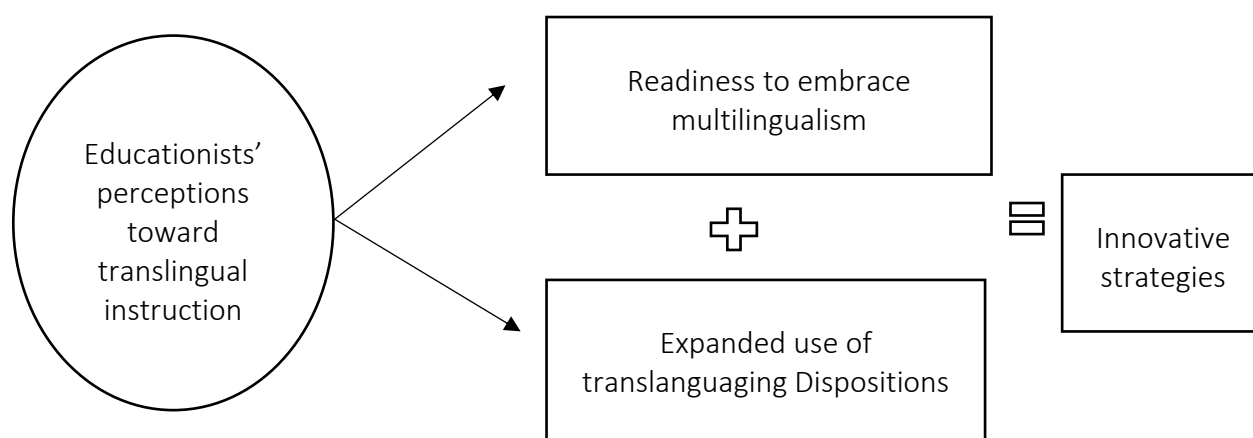 Educationists’
perceptions
toward
translingual
instruction
Readiness to embrace
multilingualism
Expanded use of
translanguaging Dispositions
Innovative
strategies